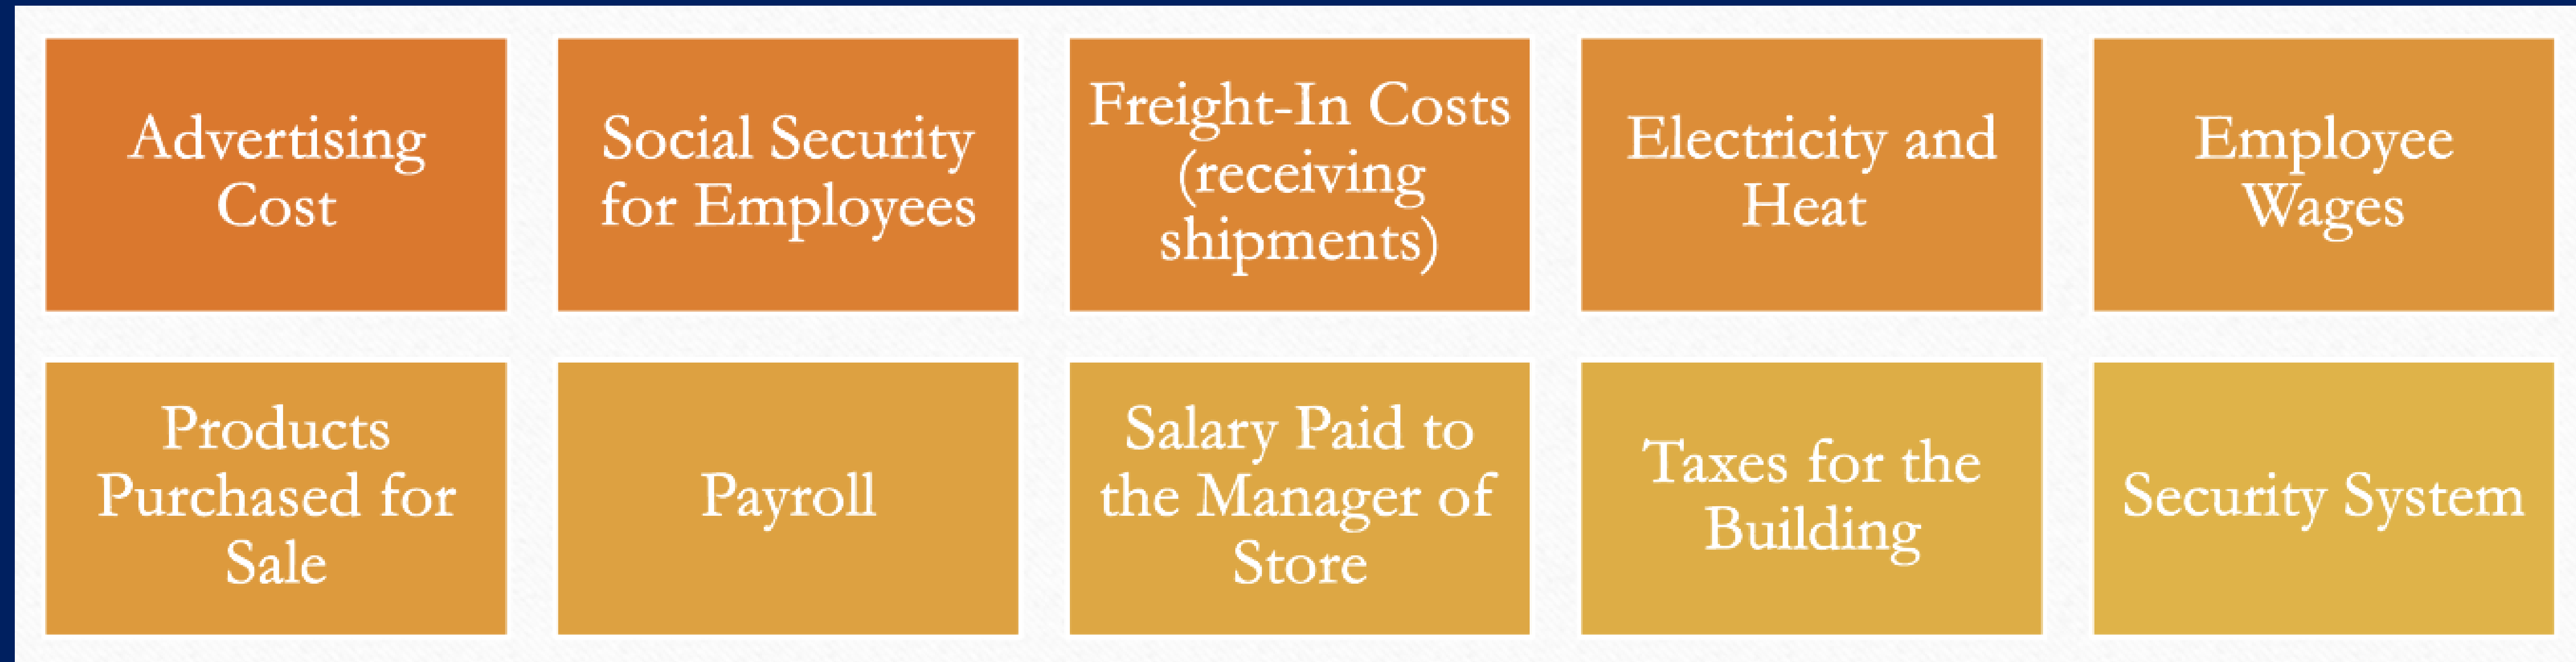 Advertising
Cost
Social Security
for Employees
Freight-In Costs
(receiving
shipments)
Electricity and
Heat
Employee
Wages
Products
Purchased for
Sale
Payroll
Salary Paid to
the Manager of
Store
Taxes for the
Building
Security System